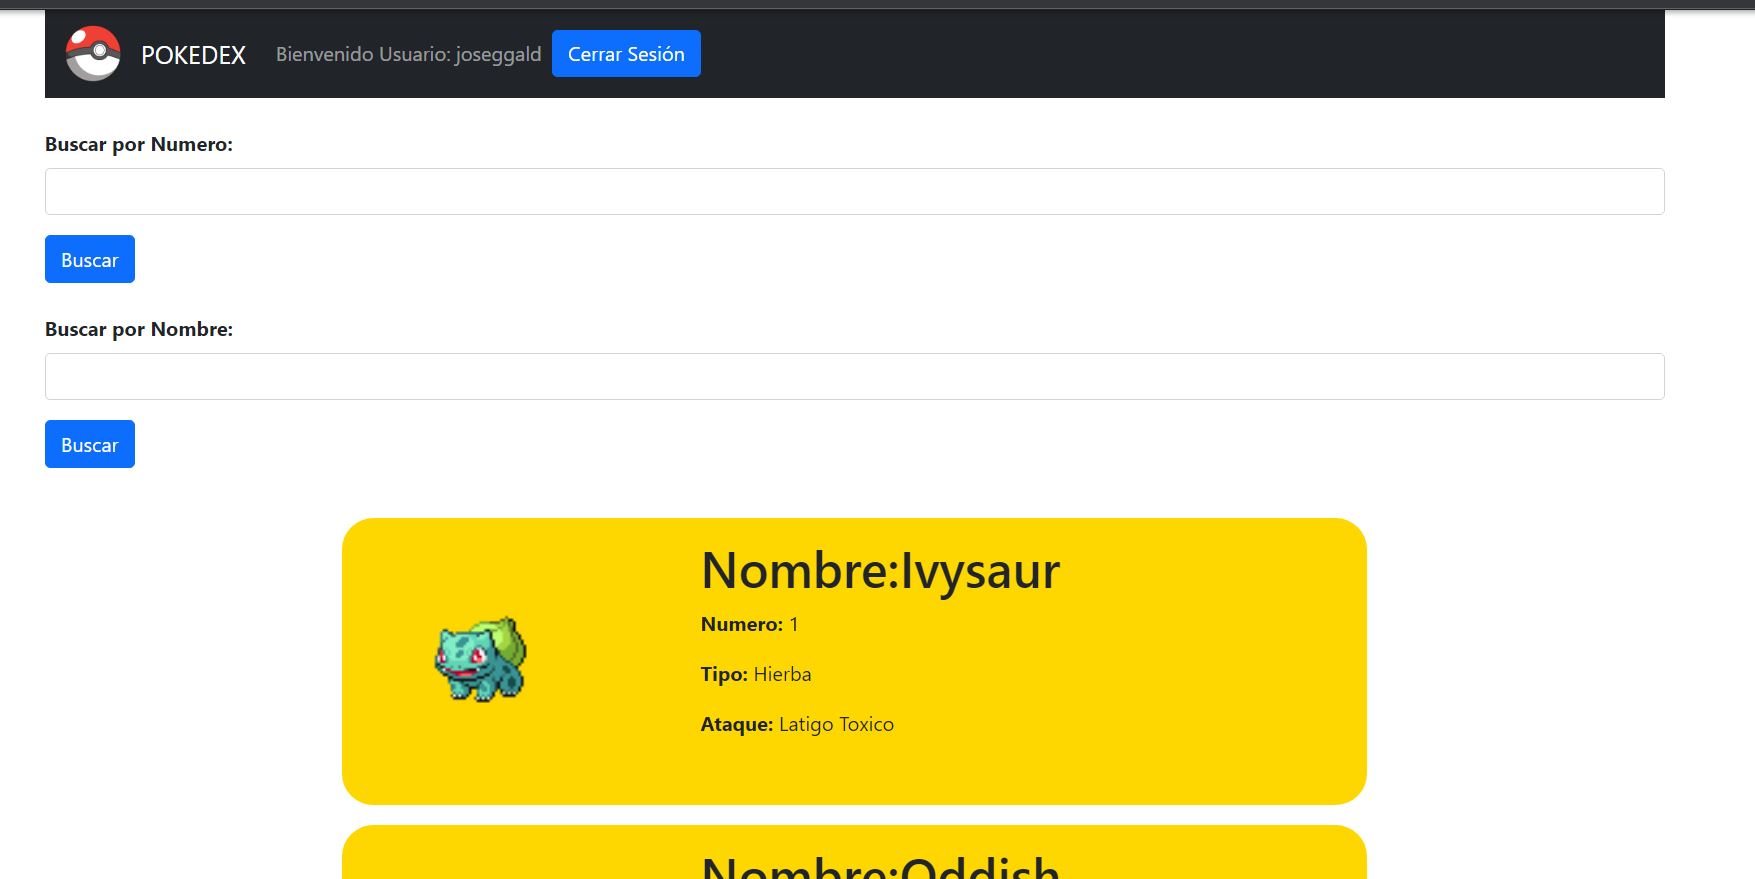 POKEDEX Bienvenido Usuario: joseggald Cerrar Sesión
Buscar por Numero:
Buscar
Buscar por Nombre:
Buscar
Nombre:Ivysaur
Numero: 1
Tipo: Hierba
Ataque: Latigo Toxico
Nombre:Oddish